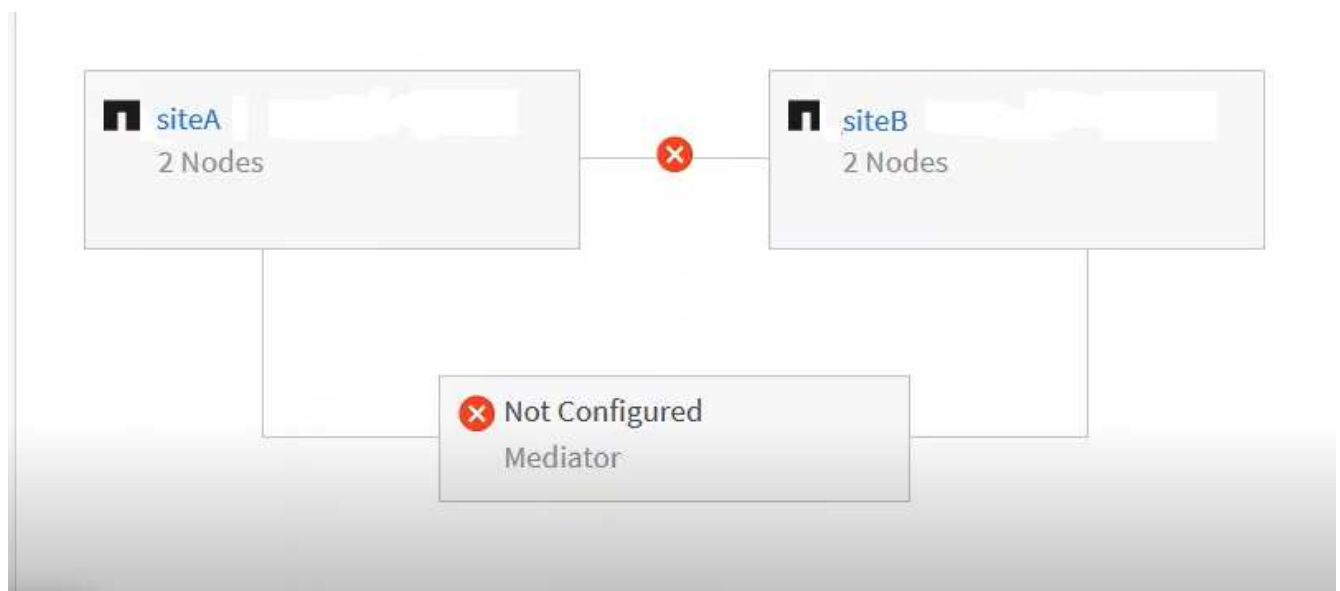 siteA
2 Nodes
siteB
2 Nodes
Not Configured
Mediator